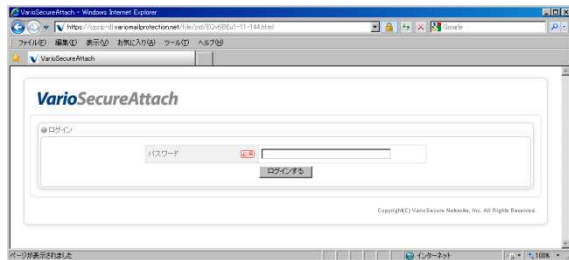 VarioSecureAttach - Windows Internet Explorer
Google
ファイル(F) 編集(E) 表示(V) お気に入り(A) ツール(T) ヘルプ(H)
VarioSecureAttach
VarioSecureAttach
ログイン
パスワード 必須
ログインする
Copyright(C) VarioSecure Networks, Inc. All Rights Reserved.
ページが表示されました インターネット 100%